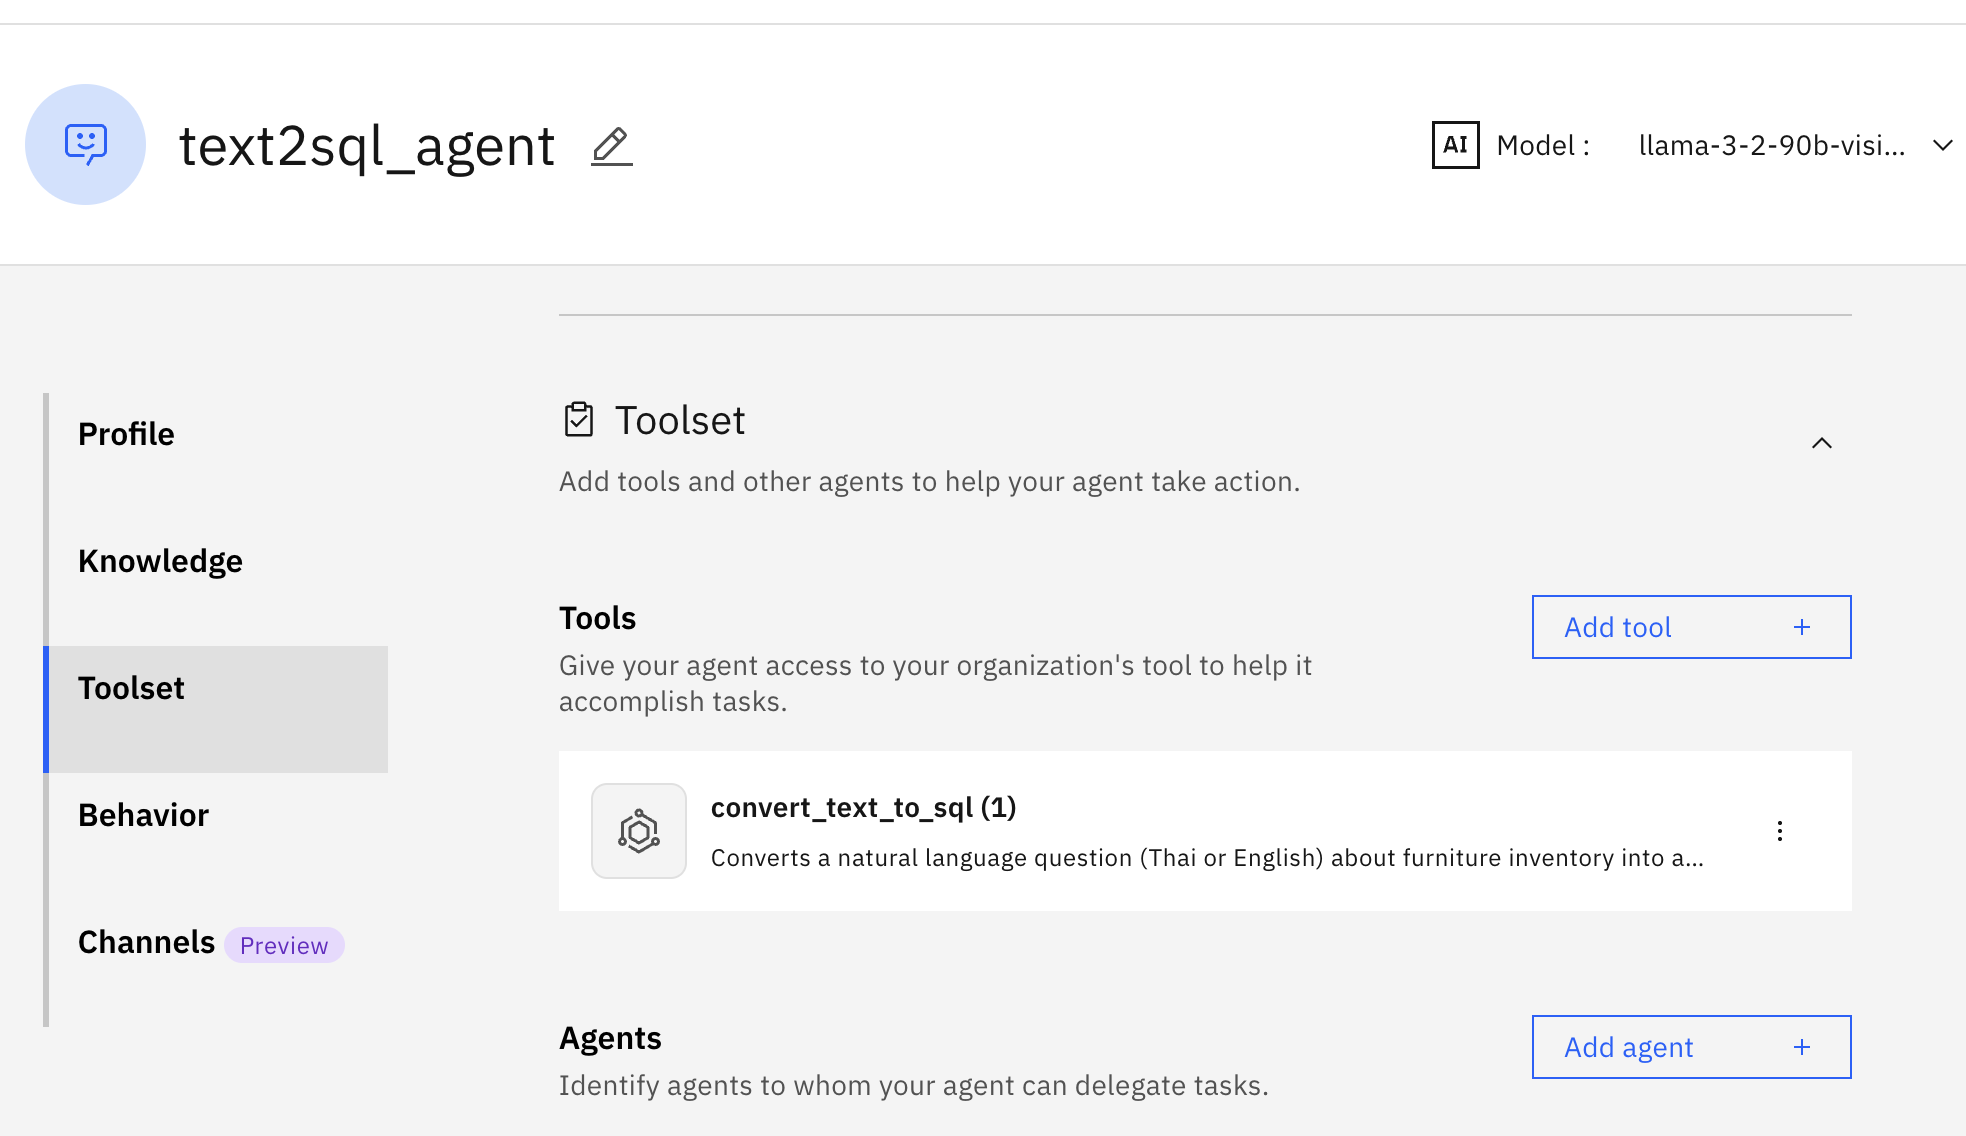 text2sql_agent
AI Model : llama-3-2-90b-visi...
Profile
Knowledge
Toolset
Behavior
Channels Preview
Toolset
Add tools and other agents to help your agent take action.
Tools
Add tool +
Give your agent access to your organization's tool to help it
accomplish tasks.
convert_text_to_sql (1)
Converts a natural language question (Thai or English) about furniture inventory into a...
Agents
Add agent +
Identify agents to whom your agent can delegate tasks.